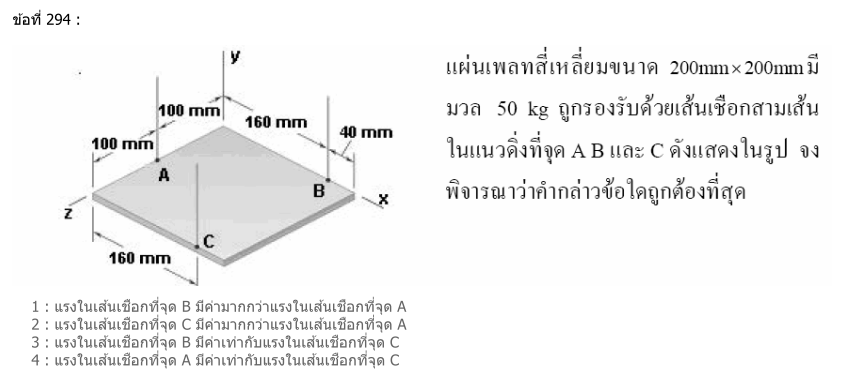 ข้อที่ 294 :
y
100 mm
160 mm
100 mm
40 mm
A
B
x
z
C
160 mm
แผ่นเพลทสี่เหลี่ยมขนาด 200mm×200mm มี
มวล 50 kg ถูกรองรับด้วยเส้นเชือกสามเส้น
ในแนวดิ่งที่จุด A B และ C ดังแสดงในรูป จง
พิจารณาว่าคำกล่าวข้อใดถูกต้องที่สุด
1 : แรงในเส้นเชือกที่จุด B มีค่ามากกว่าแรงในเส้นเชือกที่จุด A
2 : แรงในเส้นเชือกที่จุด C มีค่ามากกว่าแรงในเส้นเชือกที่จุด A
3 : แรงในเส้นเชือกที่จุด B มีค่าเท่ากับแรงในเส้นเชือกที่จุด C
4 : แรงในเส้นเชือกที่จุด A มีค่าเท่ากับแรงในเส้นเชือกที่จุด C